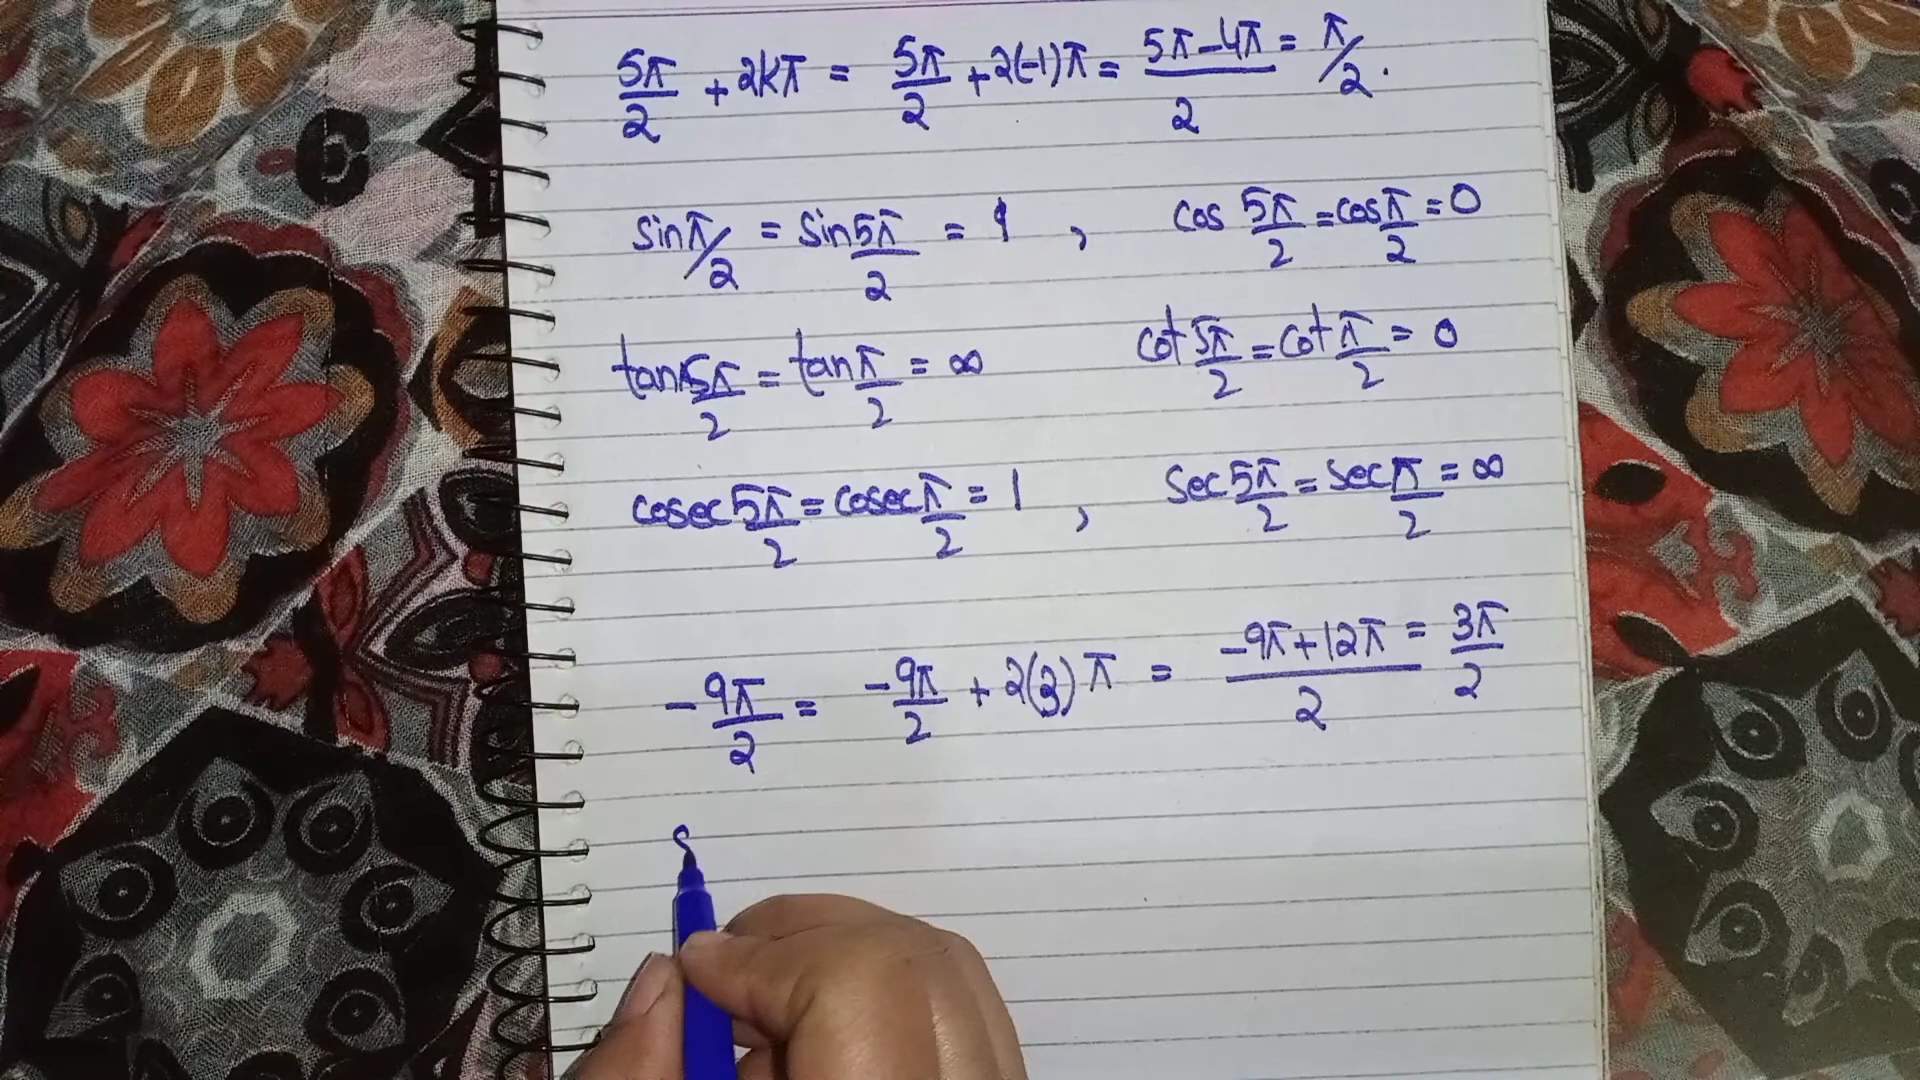 5π/2 + 2kπ = 5π/2 + 2(-1)π = (5π-4π)/2 = π/2.
sin π/2 = sin 5π/2 = 1 , cos 5π/2 = cos π/2 = 0
tan 5π/2 = tan π/2 = ∞ cot 5π/2 = cot π/2 = 0
cosec 5π/2 = cosec π/2 = 1 , sec 5π/2 = sec π/2 = ∞
-9π/2 = -9π/2 + 2(3)π = (-9π+12π)/2 = 3π/2
s